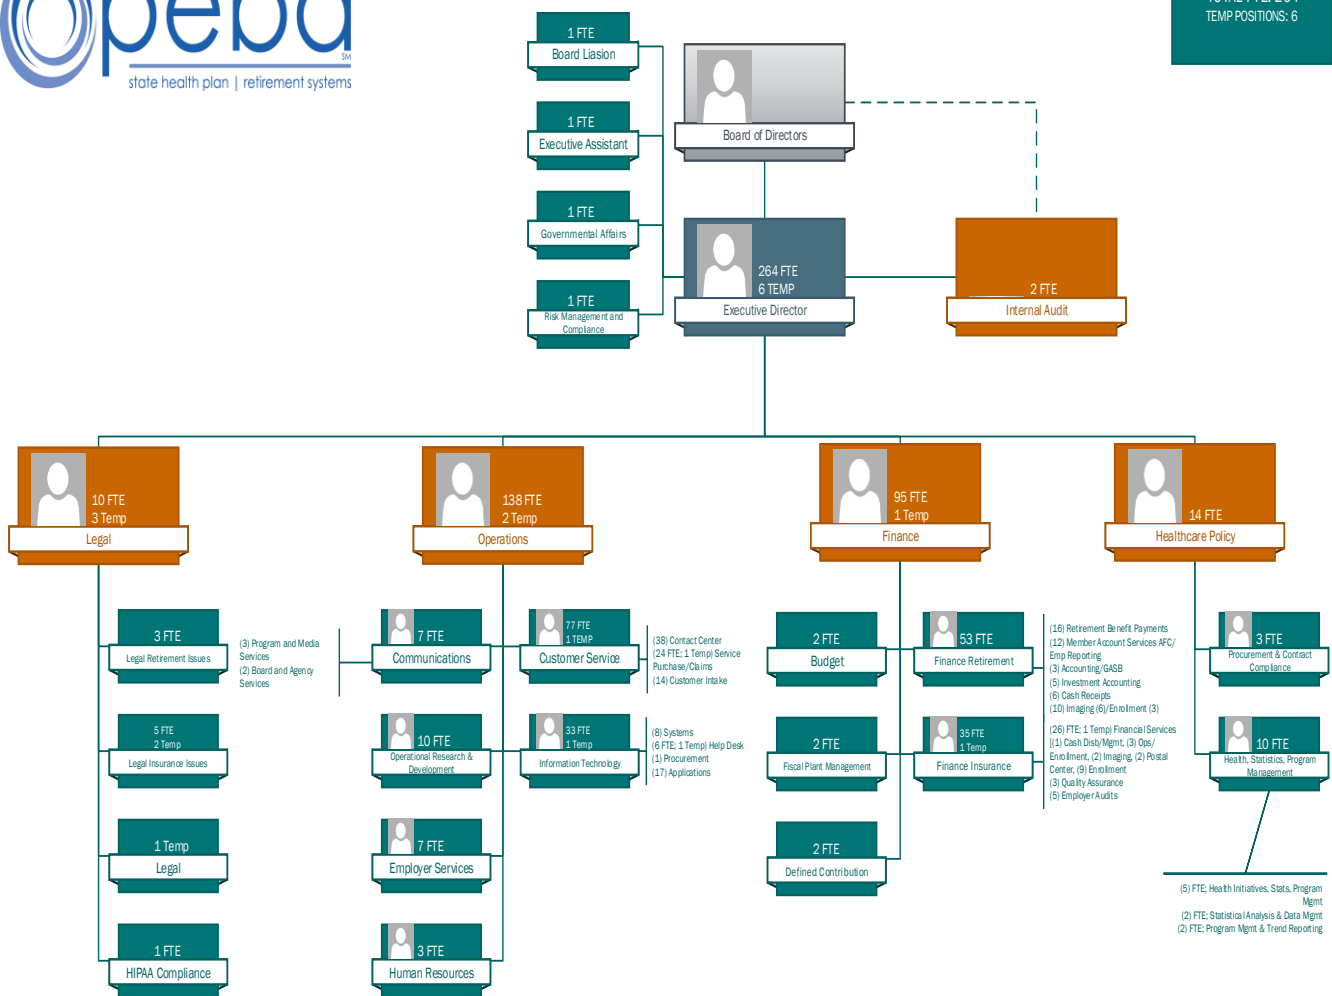 peba
SM
state health plan | retirement systems
TEMP POSITIONS: 6
1 FTE
Board Liasion
1 FTE
Executive Assistant
1 FTE
Governmental Affairs
1 FTE
Risk Management and
Compliance
Board of Directors
264 FTE
6 TEMP
Executive Director
2 FTE
Internal Audit
10 FTE
3 Temp
Legal
138 FTE
2 Temp
Operations
95 FTE
1 Temp
Finance
14 FTE
Healthcare Policy
3 FTE
Legal Retirement Issues
5 FTE
2 Temp
Legal Insurance Issues
1 Temp
Legal
1 FTE
HIPAA Compliance
(3) Program and Media
Services
(2) Board and Agency
Services
7 FTE
Communications
10 FTE
Operational Research &
Development
7 FTE
Employer Services
3 FTE
Human Resources
77 FTE
1 TEMP
Customer Service
(38) Contact Center
(24 FTE; 1 Temp) Service
Purchase/Claims
(14) Customer Intake
33 FTE
1 Temp
Information Technology
(8) Systems
(6 FTE; 1 Temp) Help Desk
(1) Procurement
(17) Applications
2 FTE
Budget
2 FTE
Fiscal Plant Management
2 FTE
Defined Contribution
53 FTE
Finance Retirement
(16) Retirement Benefit Payments
(12) Member Account Services AFC/
Emp Reporting
(3) Accounting/GASB
(5) Investment Accounting
(6) Cash Receipts
(10) Imaging (6)/Enrollment (3)
35 FTE
1 Temp
Finance Insurance
(26) FTE; 1 Temp) Financial Services
[(1) Cash Disb/Mgmt, (3) Ops/
Enrollment, (2) Imaging, (2) Postal
Center, (9) Enrollment
(3) Quality Assurance
(5) Employer Audits
3 FTE
Procurement & Contract
Compliance
10 FTE
Health, Statistics, Program
Management
(5) FTE; Health Initiatives, Stats, Program
Mgmt
(2) FTE; Statistical Analysis & Data Mgmt
(2) FTE; Program Mgmt & Trend Reporting